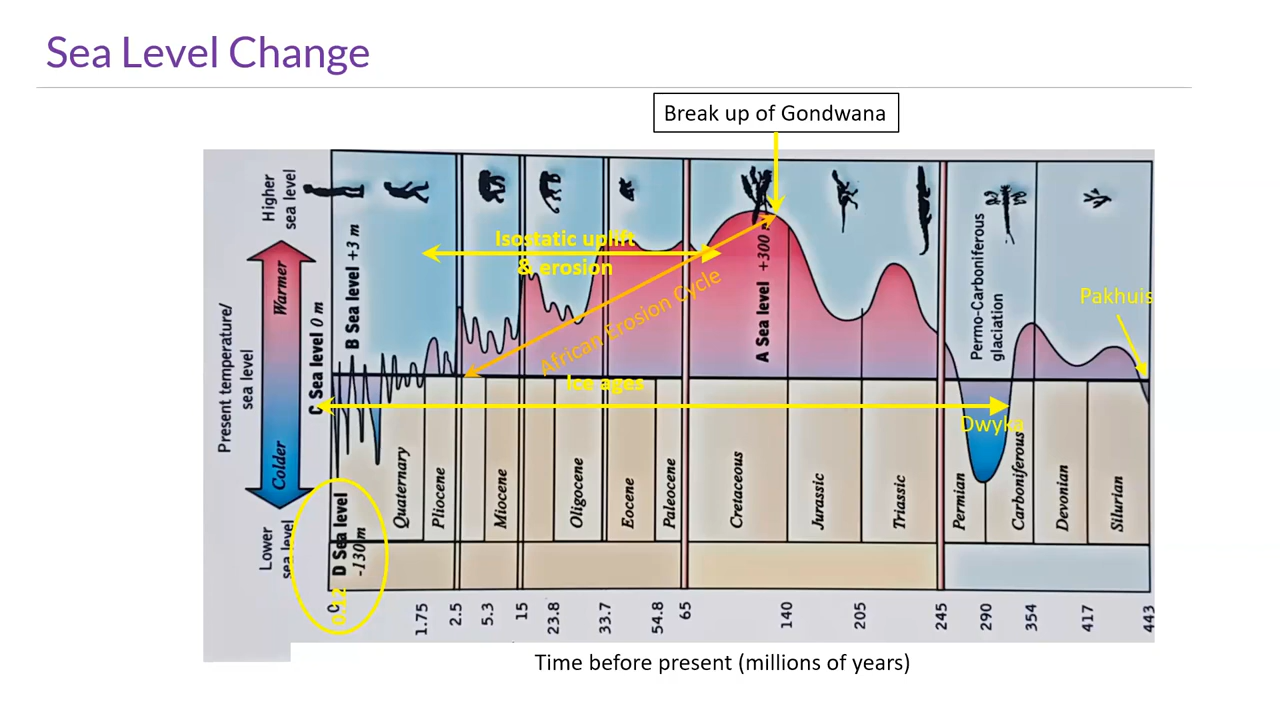 Sea Level Change
Break up of Gondwana
Higher
sea level
Warmer
Present temperature/
sea level
Colder
Lower
sea level
C Sea level 0 m
B Sea level +3 m
D Sea level
-130 m
Isostatic uplift
& erosion
African Erosion Cycle
Ice ages
A Sea level +300
Permo-Carboniferous
glaciation
Pakhuis
Dwyka
Quaternary
Pliocene
Miocene
Oligocene
Eocene
Paleocene
Cretaceous
Jurassic
Triassic
Permian
Carboniferous
Devonian
Silurian
0
0.12
1.75
2.5
5.3
15
23.8
33.7
54.8
65
140
205
245
290
354
417
443
Time before present (millions of years)